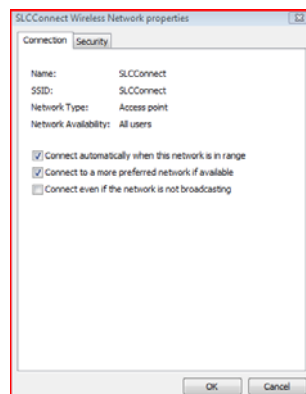 SLCConnect Wireless Network properties
Connection Security
Name: SLCConnect
SSID: SLCConnect
Network Type: Access point
Network Availability: All users
Connect automatically when this network is in range
Connect to a more preferred network if available
Connect even if the network is not broadcasting
OK Cancel